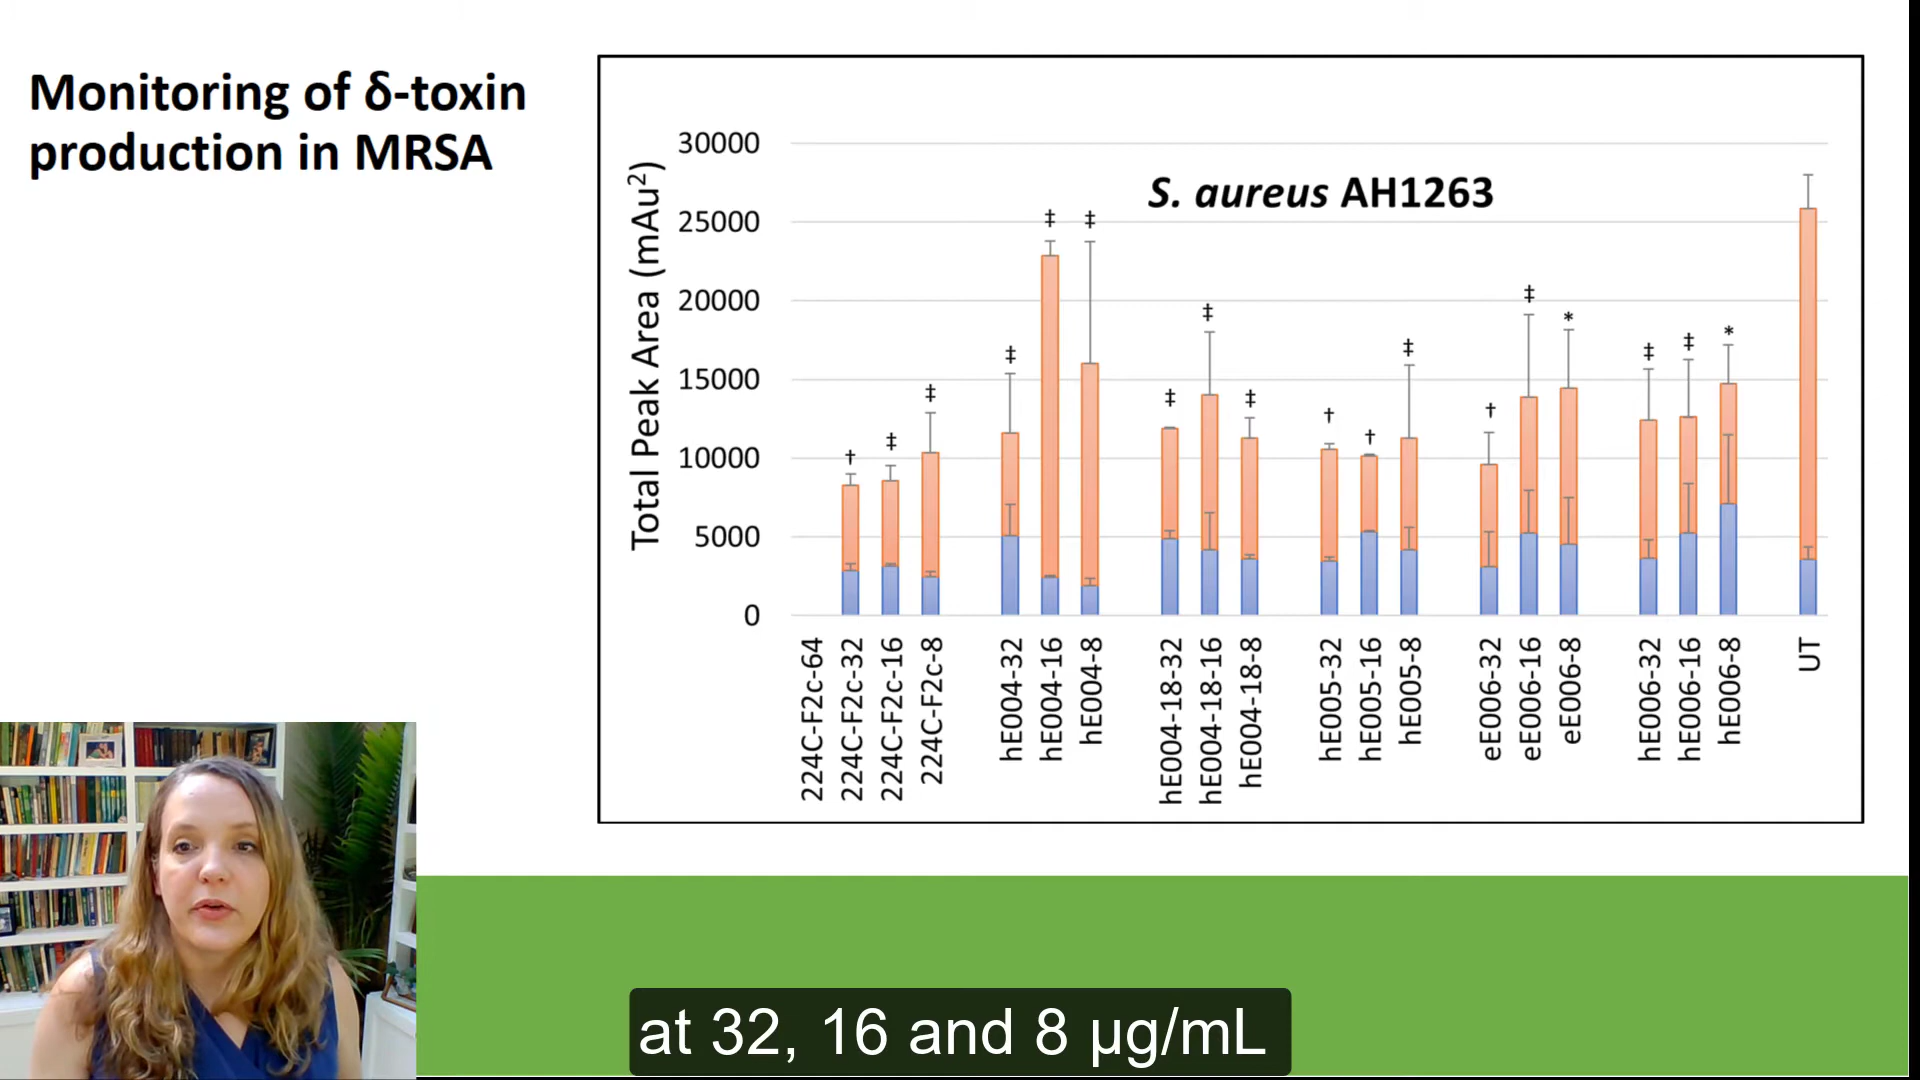 Monitoring of δ-toxin
production in MRSA
S. aureus AH1263
Total Peak Area (mAu²)
30000
25000
20000
15000
10000
5000
0
† ‡ ‡ ‡ ‡ ‡ ‡ ‡ ‡ † † ‡ † ‡ * ‡ ‡ *
224C-F2c-64
224C-F2c-32
224C-F2c-16
224C-F2c-8
hE004-32
hE004-16
hE004-8
hE004-18-32
hE004-18-16
hE004-18-8
hE005-32
hE005-16
hE005-8
eE006-32
eE006-16
eE006-8
hE006-32
hE006-16
hE006-8
UT
at 32, 16 and 8 µg/mL